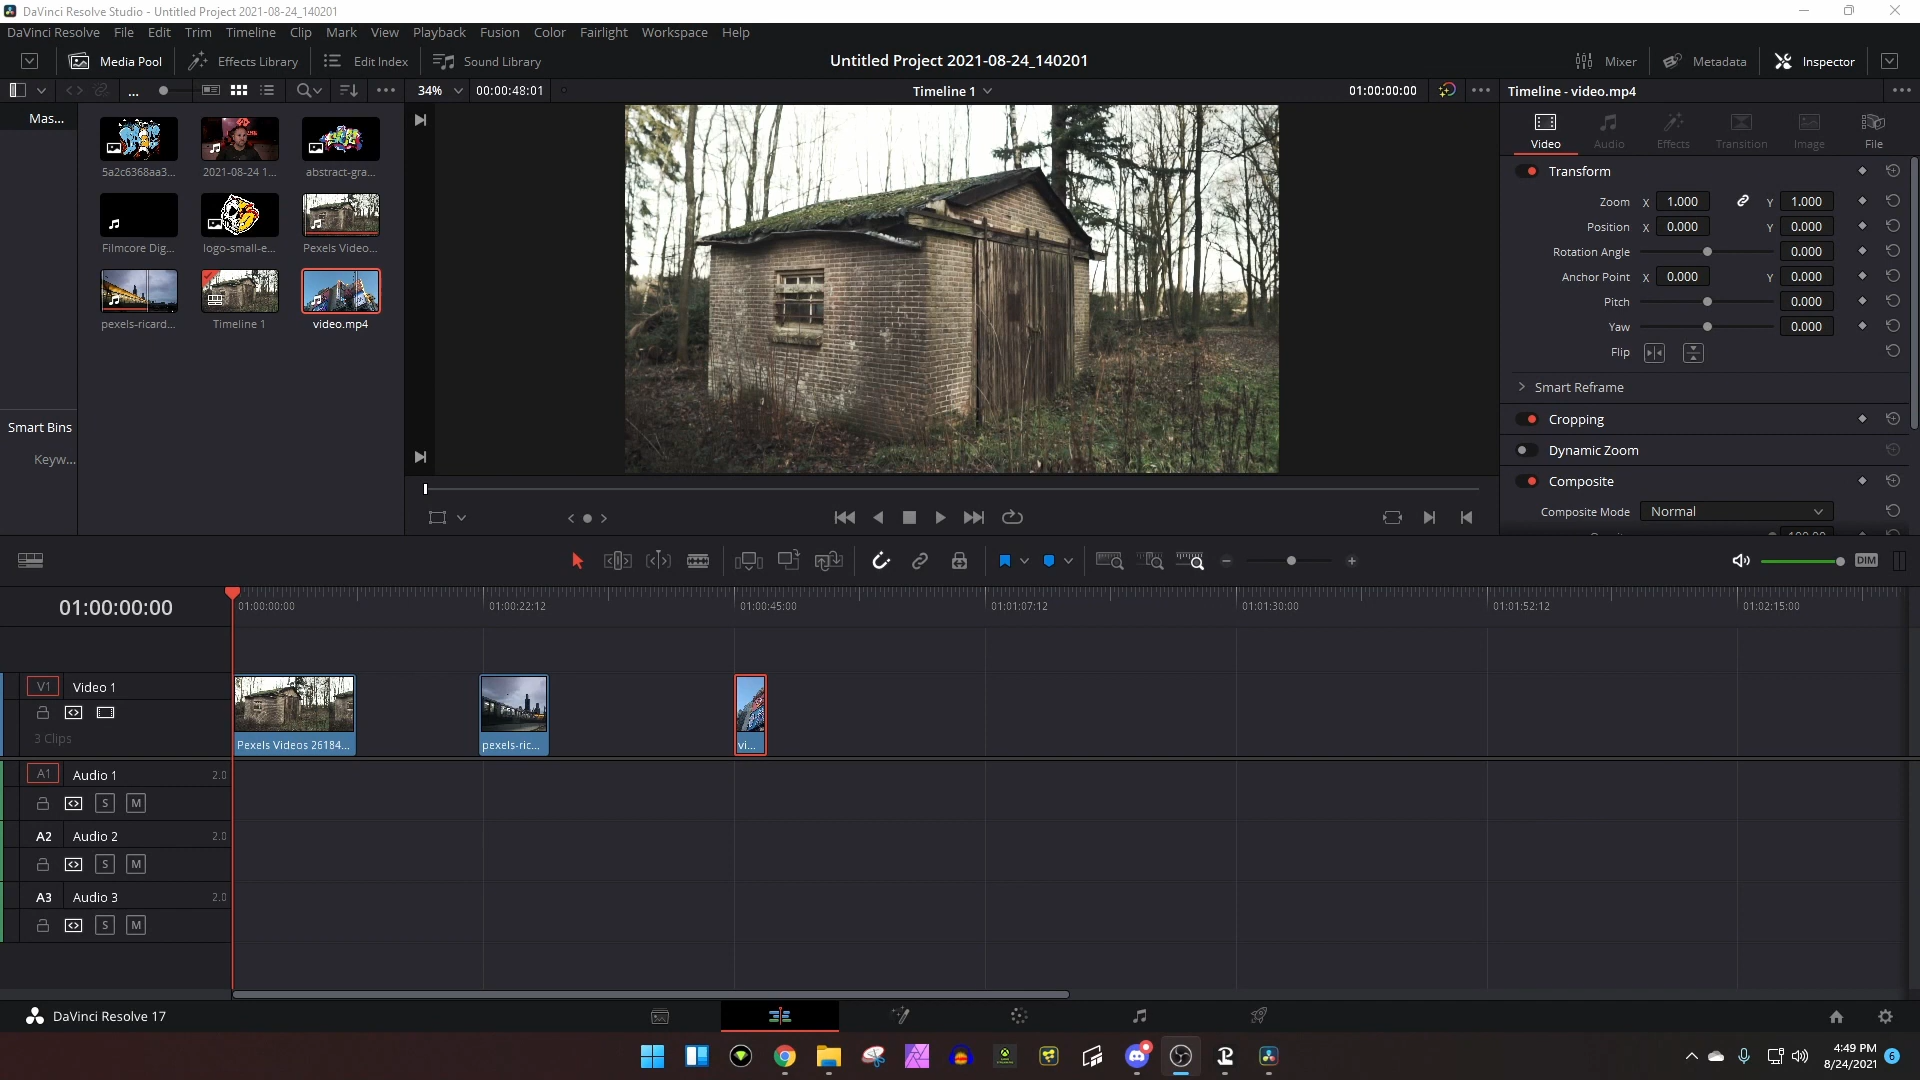 DaVinci Resolve Studio - Untitled Project 2021-08-24_140201
DaVinci Resolve File Edit Trim Timeline Clip Mark View Playback Fusion Color Fairlight Workspace Help
Media Pool Effects Library Edit Index Sound Library Untitled Project 2021-08-24_140201 Mixer Metadata Inspector
... 34% 00:00:48:01 Timeline 1 01:00:00:00 Timeline - video.mp4
Mas...
5a2c6368aa3... 2021-08-24 1... abstract-gra...
Filmcore Dig... logo-small-e... Pexels Video...
pexels-ricard... Timeline 1 video.mp4
Smart Bins
Keyw...
Video Audio Effects Transition Image File
Transform
Zoom X 1.000 Y 1.000
Position X 0.000 Y 0.000
Rotation Angle 0.000
Anchor Point X 0.000 Y 0.000
Pitch 0.000
Yaw 0.000
Flip
Smart Reframe
Cropping
Dynamic Zoom
Composite
Composite Mode Normal
DIM
01:00:00:00
01:00:00:00 01:00:22:12 01:00:45:00 01:01:07:12 01:01:30:00 01:01:52:12 01:02:15:00
V1 Video 1
3 Clips
Pexels Videos 26184... pexels-ric... vi...
A1 Audio 1 2.0
S M
A2 Audio 2 2.0
S M
A3 Audio 3 2.0
S M
DaVinci Resolve 17
4:49 PM
8/24/2021 6